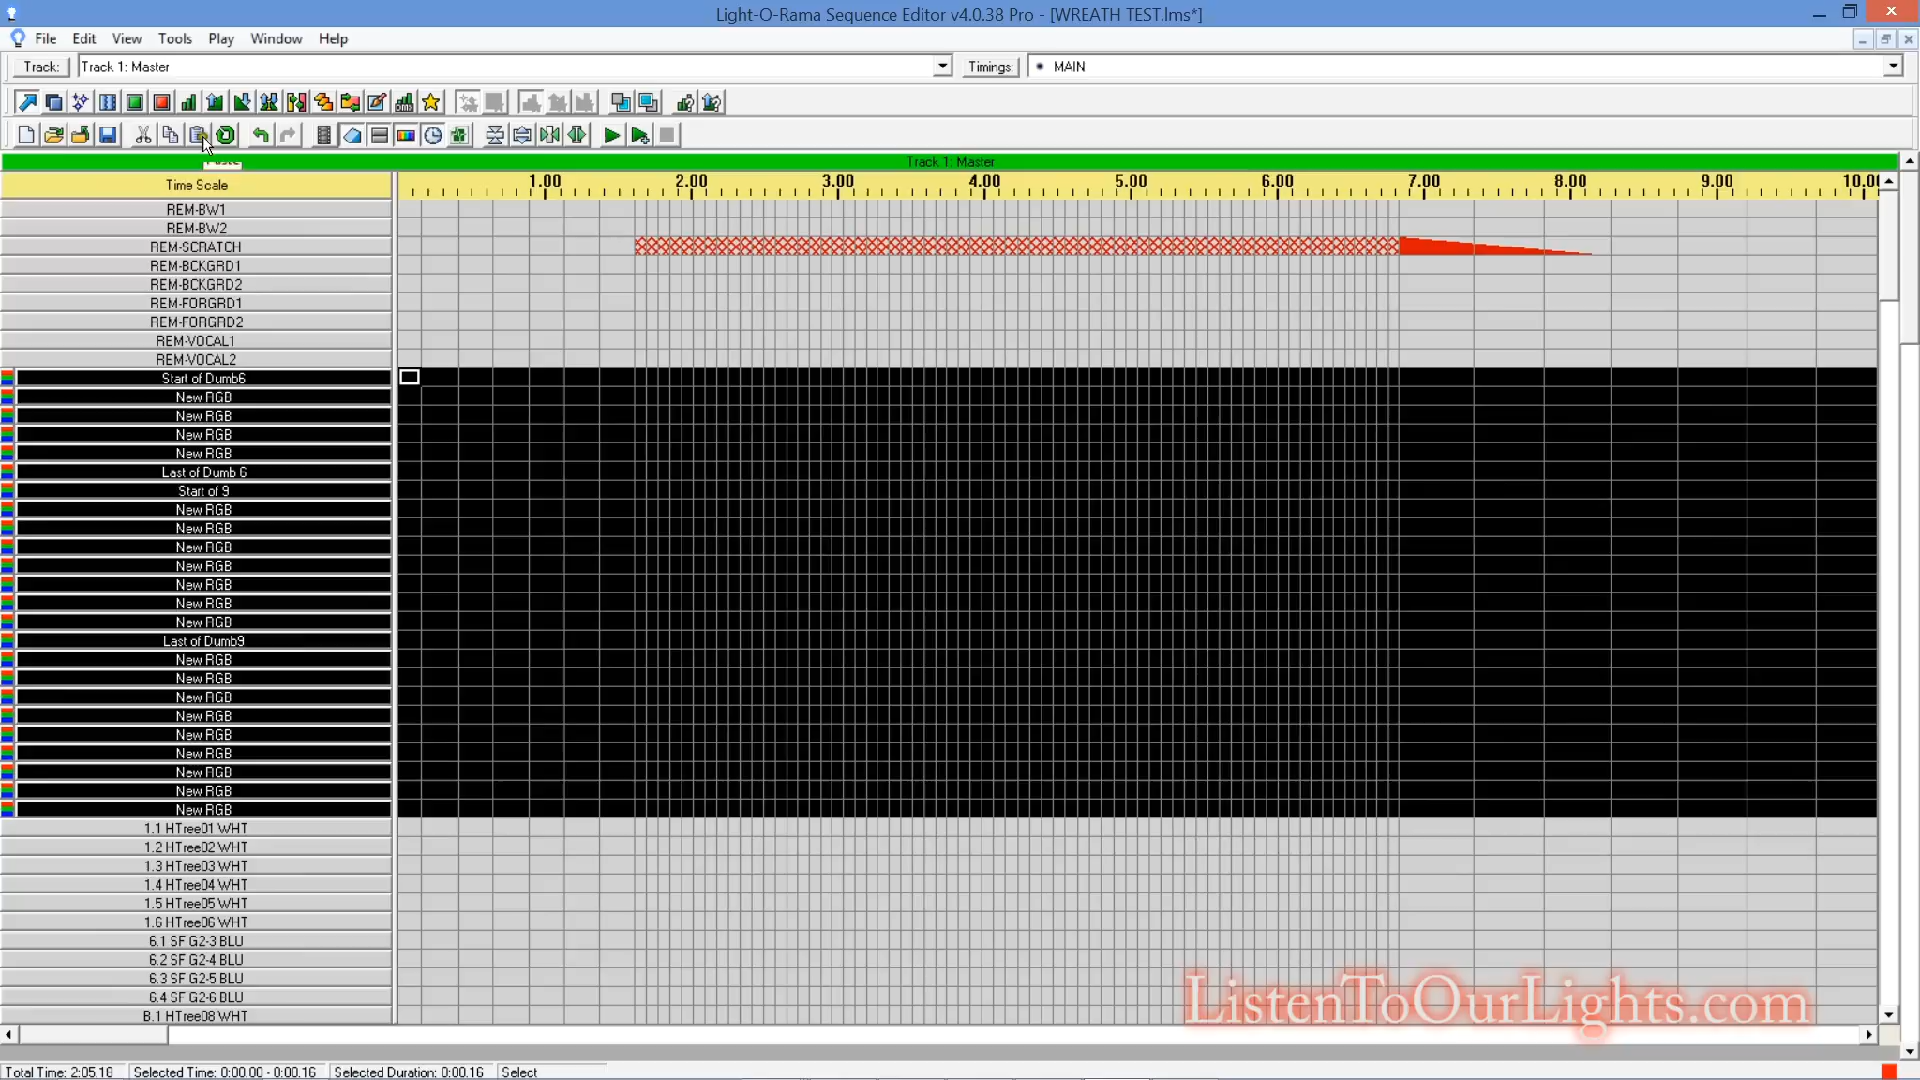 Light-O-Rama Sequence Editor v4.0.38 Pro - [WREATH TEST.lms*]
File Edit View Tools Play Window Help
Track: Track 1: Master Timings MAIN
Track 1: Master
Time Scale 1.00 2.00 3.00 4.00 5.00 6.00 7.00 8.00 9.00
REM-BW1
REM-BW2
REM-SCRATCH
REM-BCKGRD1
REM-BCKGRD2
REM-FORGRD1
REM-FORGRD2
REM-VOCAL1
REM-VOCAL2
Start of Dumb6
New RGB
New RGB
New RGB
New RGB
Last of Dumb 6
Start of 9
New RGB
New RGB
New RGB
New RGB
New RGB
New RGB
New RGB
Last of Dumb9
New RGB
New RGB
New RGB
New RGB
New RGB
New RGB
New RGB
New RGB
New RGB
1.1 HTree01 WHT
1.2 HTree02 WHT
1.3 HTree03 WHT
1.4 HTree04 WHT
1.5 HTree05 WHT
1.6 HTree06 WHT
6.1 SF G2-3 BLU
6.2 SF G2-4 BLU
6.3 SF G2-5 BLU
6.4 SF G2-6 BLU
B.1 HTree08 WHT
ListenToOurLights.com
Total Time: 2:05.18 Selected Time: 0:00.00 - 0:00.16 Selected Duration: 0:00.16 Select